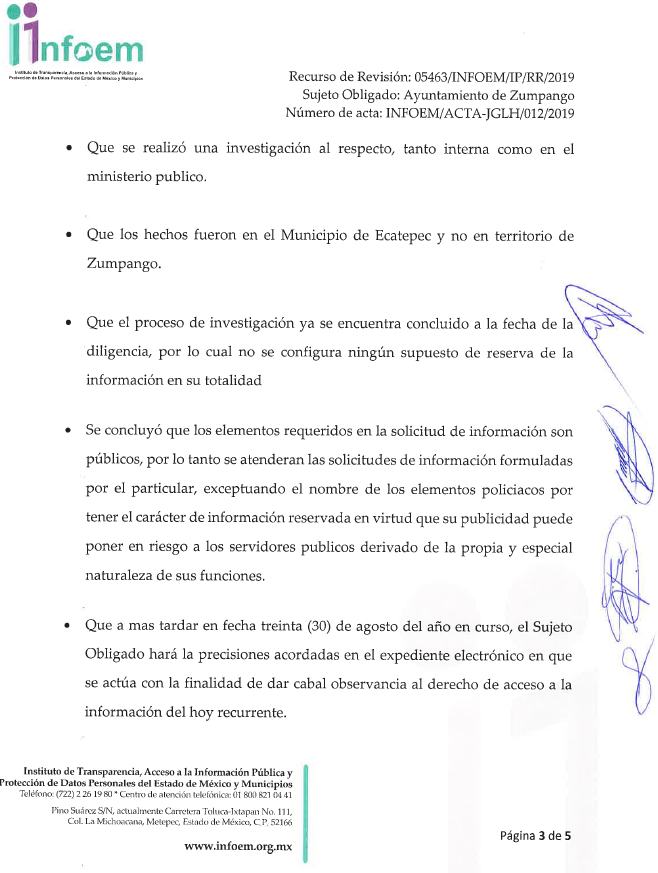 infoem
Instituto de Transparencia, Acceso a la Información Pública y
Protección de Datos Personales del Estado de México y Municipios
Recurso de Revisión: 05463/INFOEM/IP/RR/2019
Sujeto Obligado: Ayuntamiento de Zumpango
Número de acta: INFOEM/ACTA-JGLH/012/2019
• Que se realizó una investigación al respecto, tanto interna como en el
ministerio publico.
• Que los hechos fueron en el Municipio de Ecatepec y no en territorio de
Zumpango.
• Que el proceso de investigación ya se encuentra concluido a la fecha de la
diligencia, por lo cual no se configura ningún supuesto de reserva de la
información en su totalidad
• Se concluyó que los elementos requeridos en la solicitud de información son
públicos, por lo tanto se atenderan las solicitudes de información formuladas
por el particular, exceptuando el nombre de los elementos policiacos por
tener el carácter de información reservada en virtud que su publicidad puede
poner en riesgo a los servidores publicos derivado de la propia y especial
naturaleza de sus funciones.
• Que a mas tardar en fecha treinta (30) de agosto del año en curso, el Sujeto
Obligado hará la precisiones acordadas en el expediente electrónico en que
se actúa con la finalidad de dar cabal observancia al derecho de acceso a la
información del hoy recurrente.
Instituto de Transparencia, Acceso a la Información Pública y
Protección de Datos Personales del Estado de México y Municipios
Teléfono: (722) 2 26 19 80 * Centro de atención telefónica: 01 800 821 04 41
Pino Suárez S/N, actualmente Carretera Toluca-Ixtapan No. 111,
Col. La Michoacana, Metepec, Estado de México, C.P. 52166
www.infoem.org.mx
Página 3 de 5